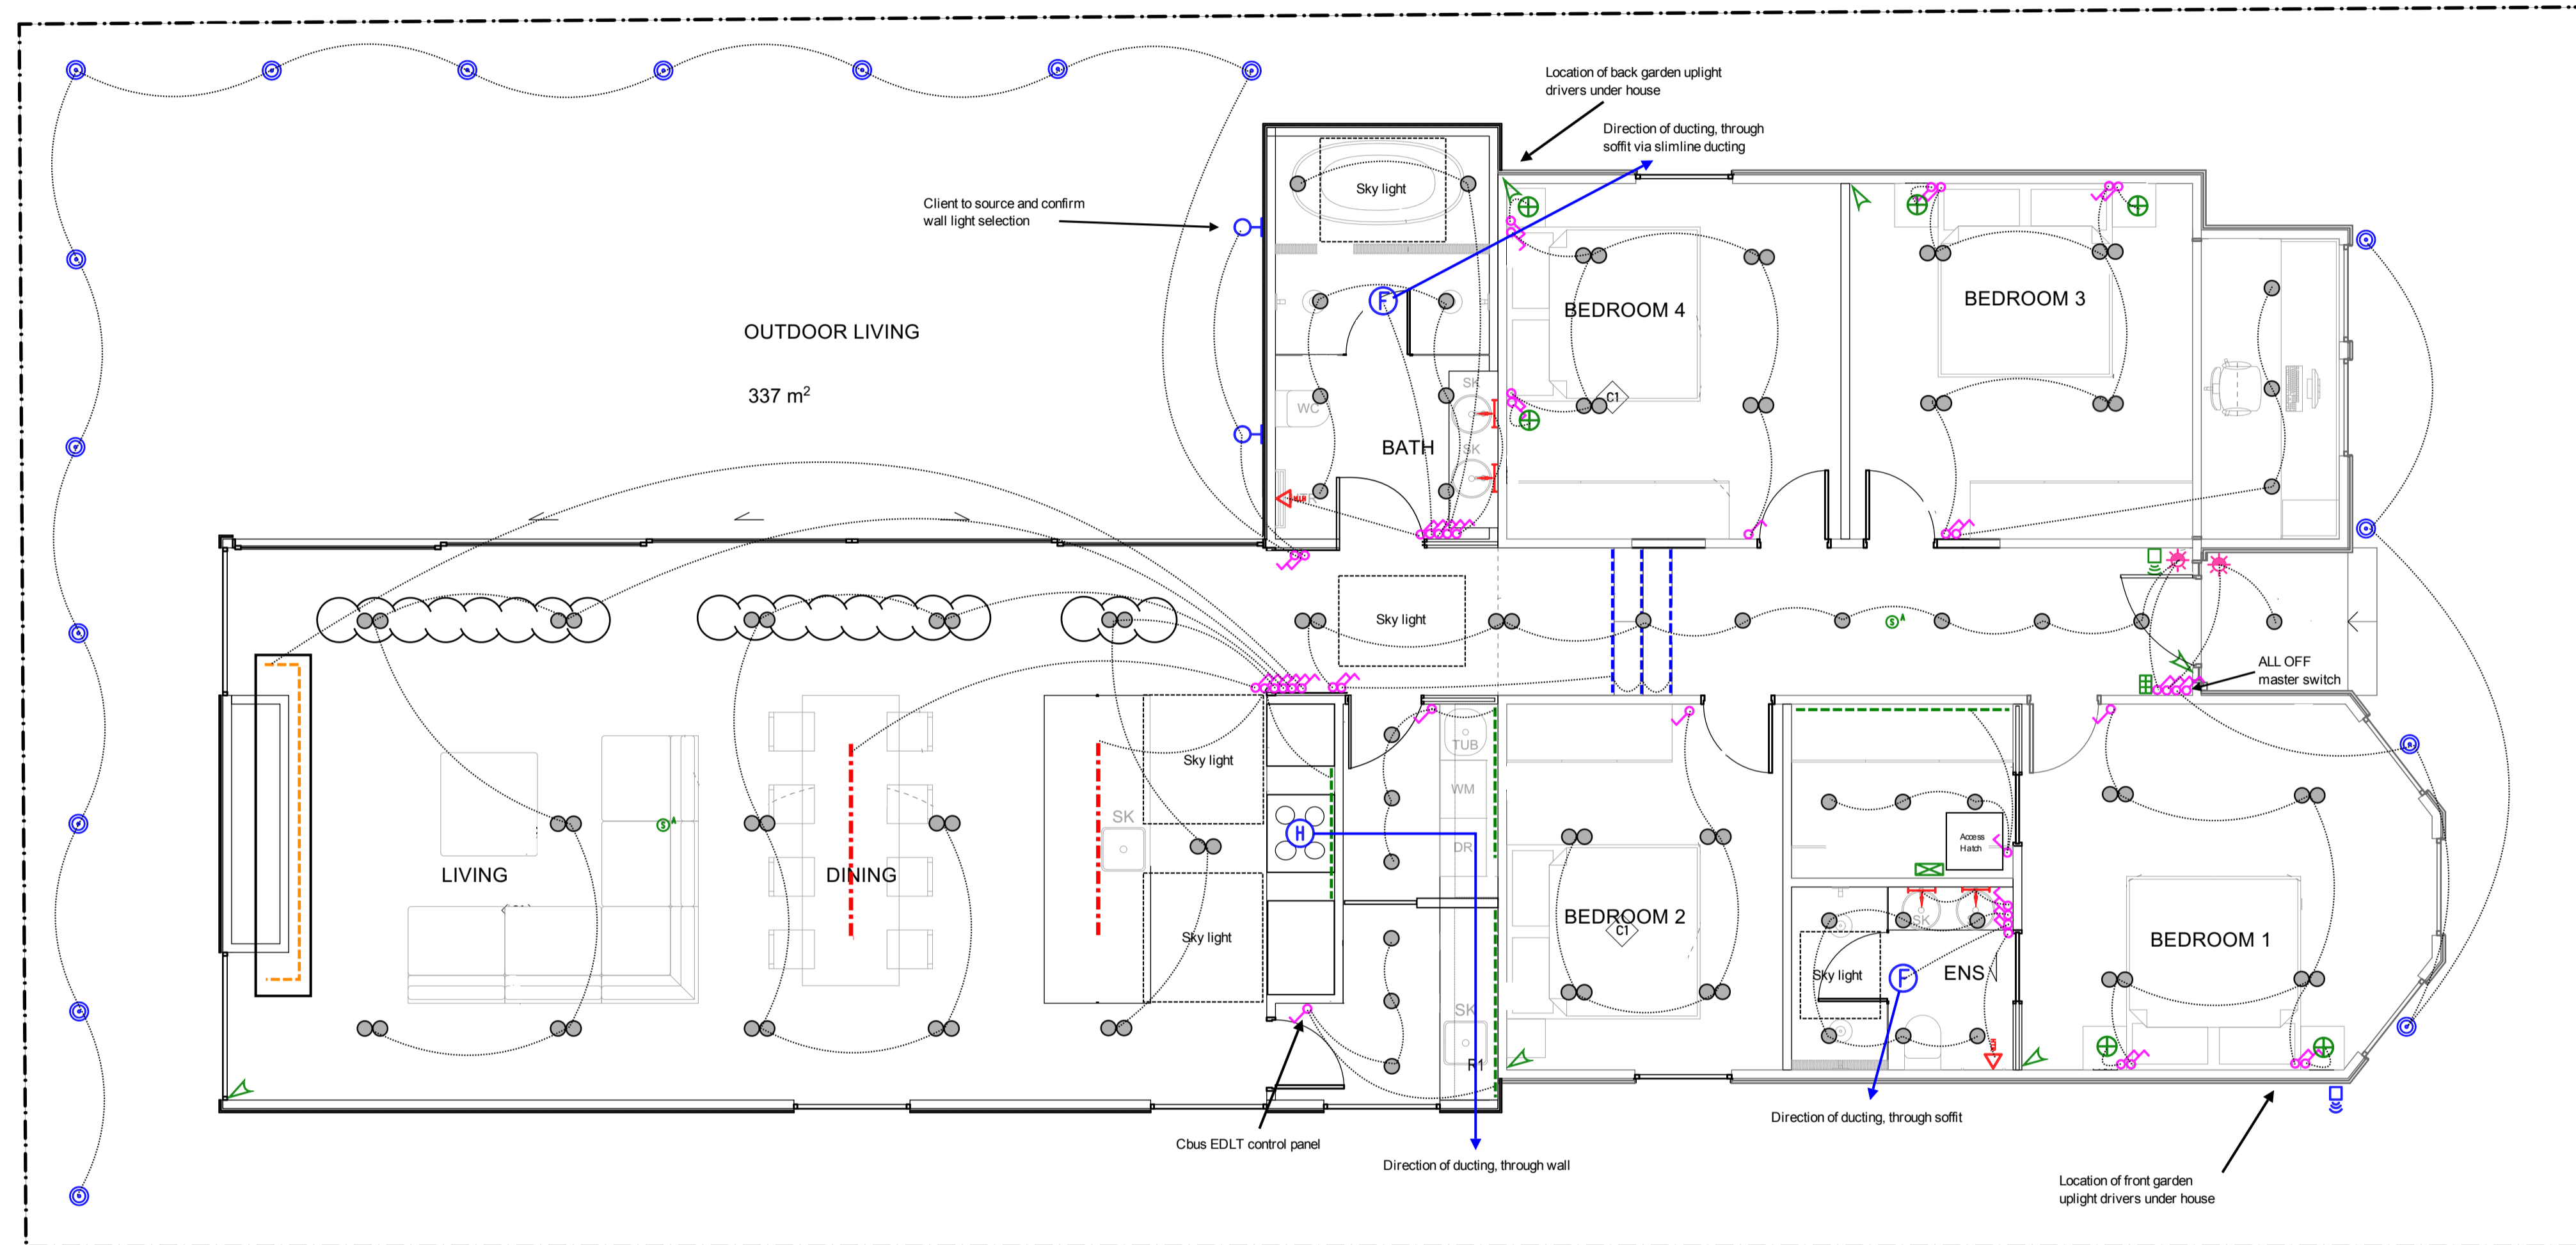 Location of back garden uplight
drivers under house
Direction of ducting, through
soffit via slimline ducting
Client to source and confirm
wall light selection
Sky light
F
OUTDOOR LIVING
337 m²
BEDROOM 4
BEDROOM 3
C1
SK
WC
BATH
SK
HTR
Sky light
S A
ALL OFF
master switch
Sky light
TUB
SK
WM
H
DR
S A
LIVING
DINING
Access
Hatch
BEDROOM 2
C1
SK
SK
BEDROOM 1
Sky light
Sky light
F
ENS
SK
R1
HTR
Cbus EDLT control panel
Direction of ducting, through wall
Direction of ducting, through soffit
Location of front garden
uplight drivers under house